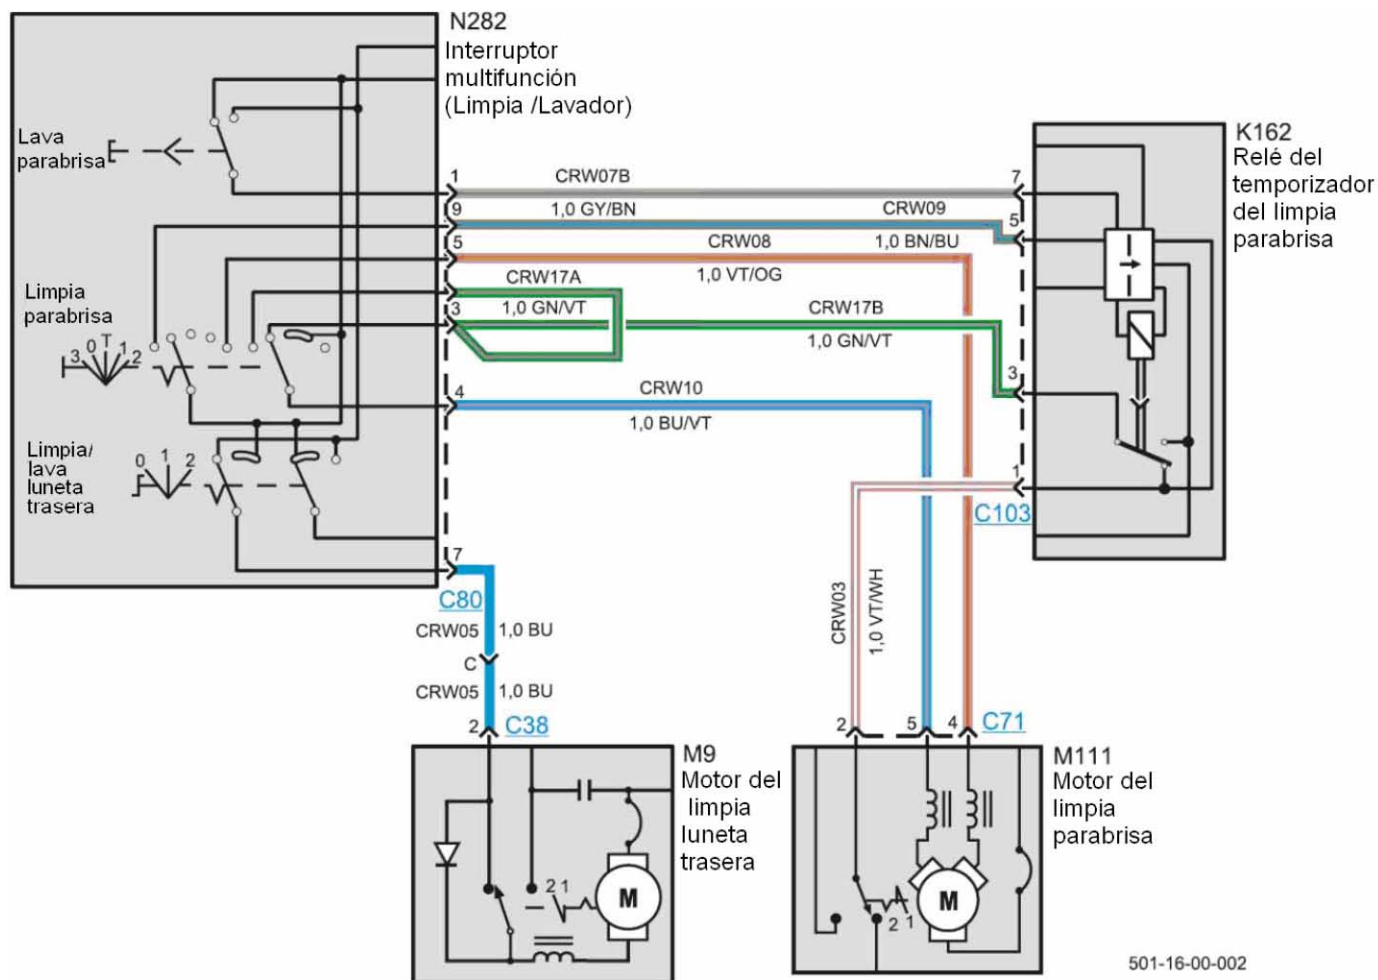 N282
Interruptor
multifunción
(Limpia /Lavador)
Lava
parabrisa
K162
Relé del
temporizador
del limpia
parabrisa
1
CRW07B
7
9
1,0 GY/BN
CRW09
5
5
CRW08
1,0 BN/BU
CRW17A
1,0 VT/OG
Limpia
parabrisa
3
1,0 GN/VT
CRW17B
1,0 GN/VT
3 0 T 1 2
3
4
CRW10
1,0 BU/VT
Limpia/
lava
luneta
trasera
0 1 2
1
C103
7
C80
CRW05
1,0 BU
C
CRW05
1,0 BU
CRW03
1,0 VT/WH
2
C38
2
5
4
C71
M9
Motor del
limpia
luneta
trasera
2 1
M
M111
Motor del
limpia
parabrisa
M
2 1
501-16-00-002